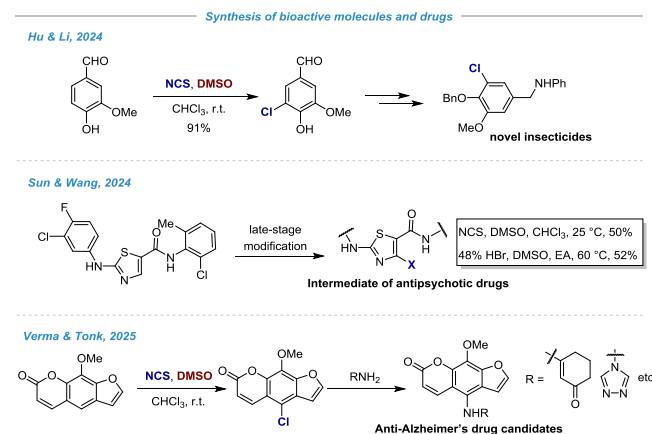 Synthesis of bioactive molecules and drugs
Hu & Li, 2024
CHO
OMe
OH
NCS, DMSO
CHCl3, r.t.
91%
CHO
Cl
OMe
OH
Cl
BnO
NHPh
MeO
novel insecticides
Sun & Wang, 2024
F
Cl
HN
S
N
O
N
H
Me
Cl
late-stage
modification
HN
S
N
O
N
H
X
NCS, DMSO, CHCl3, 25 °C, 50%
48% HBr, DMSO, EA, 60 °C, 52%
Intermediate of antipsychotic drugs
Verma & Tonk, 2025
OMe
O
O
O
NCS, DMSO
CHCl3, r.t.
OMe
O
O
O
Cl
RNH2
OMe
O
O
O
NHR
R =
O
N
N-N
etc
Anti-Alzheimer's drug candidates